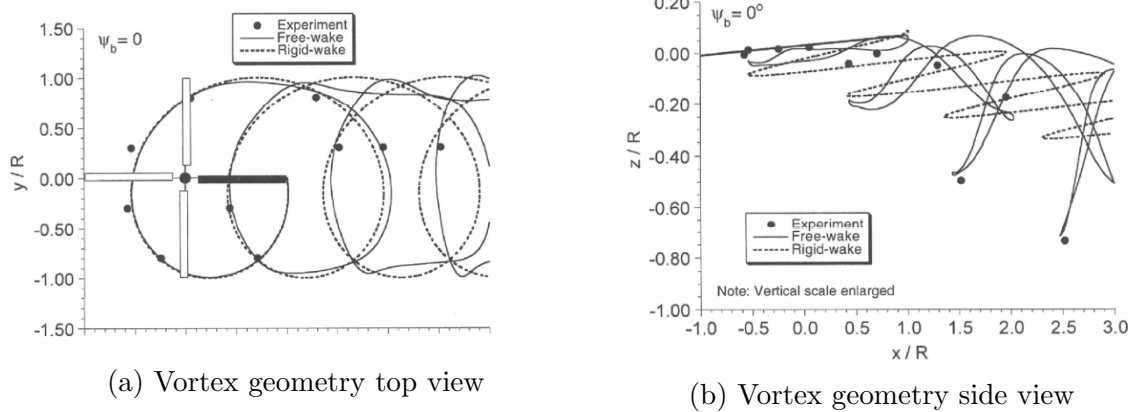 ψb = 0
Experiment
Free-wake
Rigid-wake
1.50
1.00
0.50
0.00
-0.50
-1.00
-1.50
y / R
(a) Vortex geometry top view
ψb = 0°
0.00
-0.20
-0.40
-0.60
-0.80
-1.00
z / R
Experiment
Free-wake
Rigid-wake
Note: Vertical scale enlarged
-1.0 -0.5 0.0 0.5 1.0 1.5 2.0 2.5 3.0
x / R
(b) Vortex geometry side view